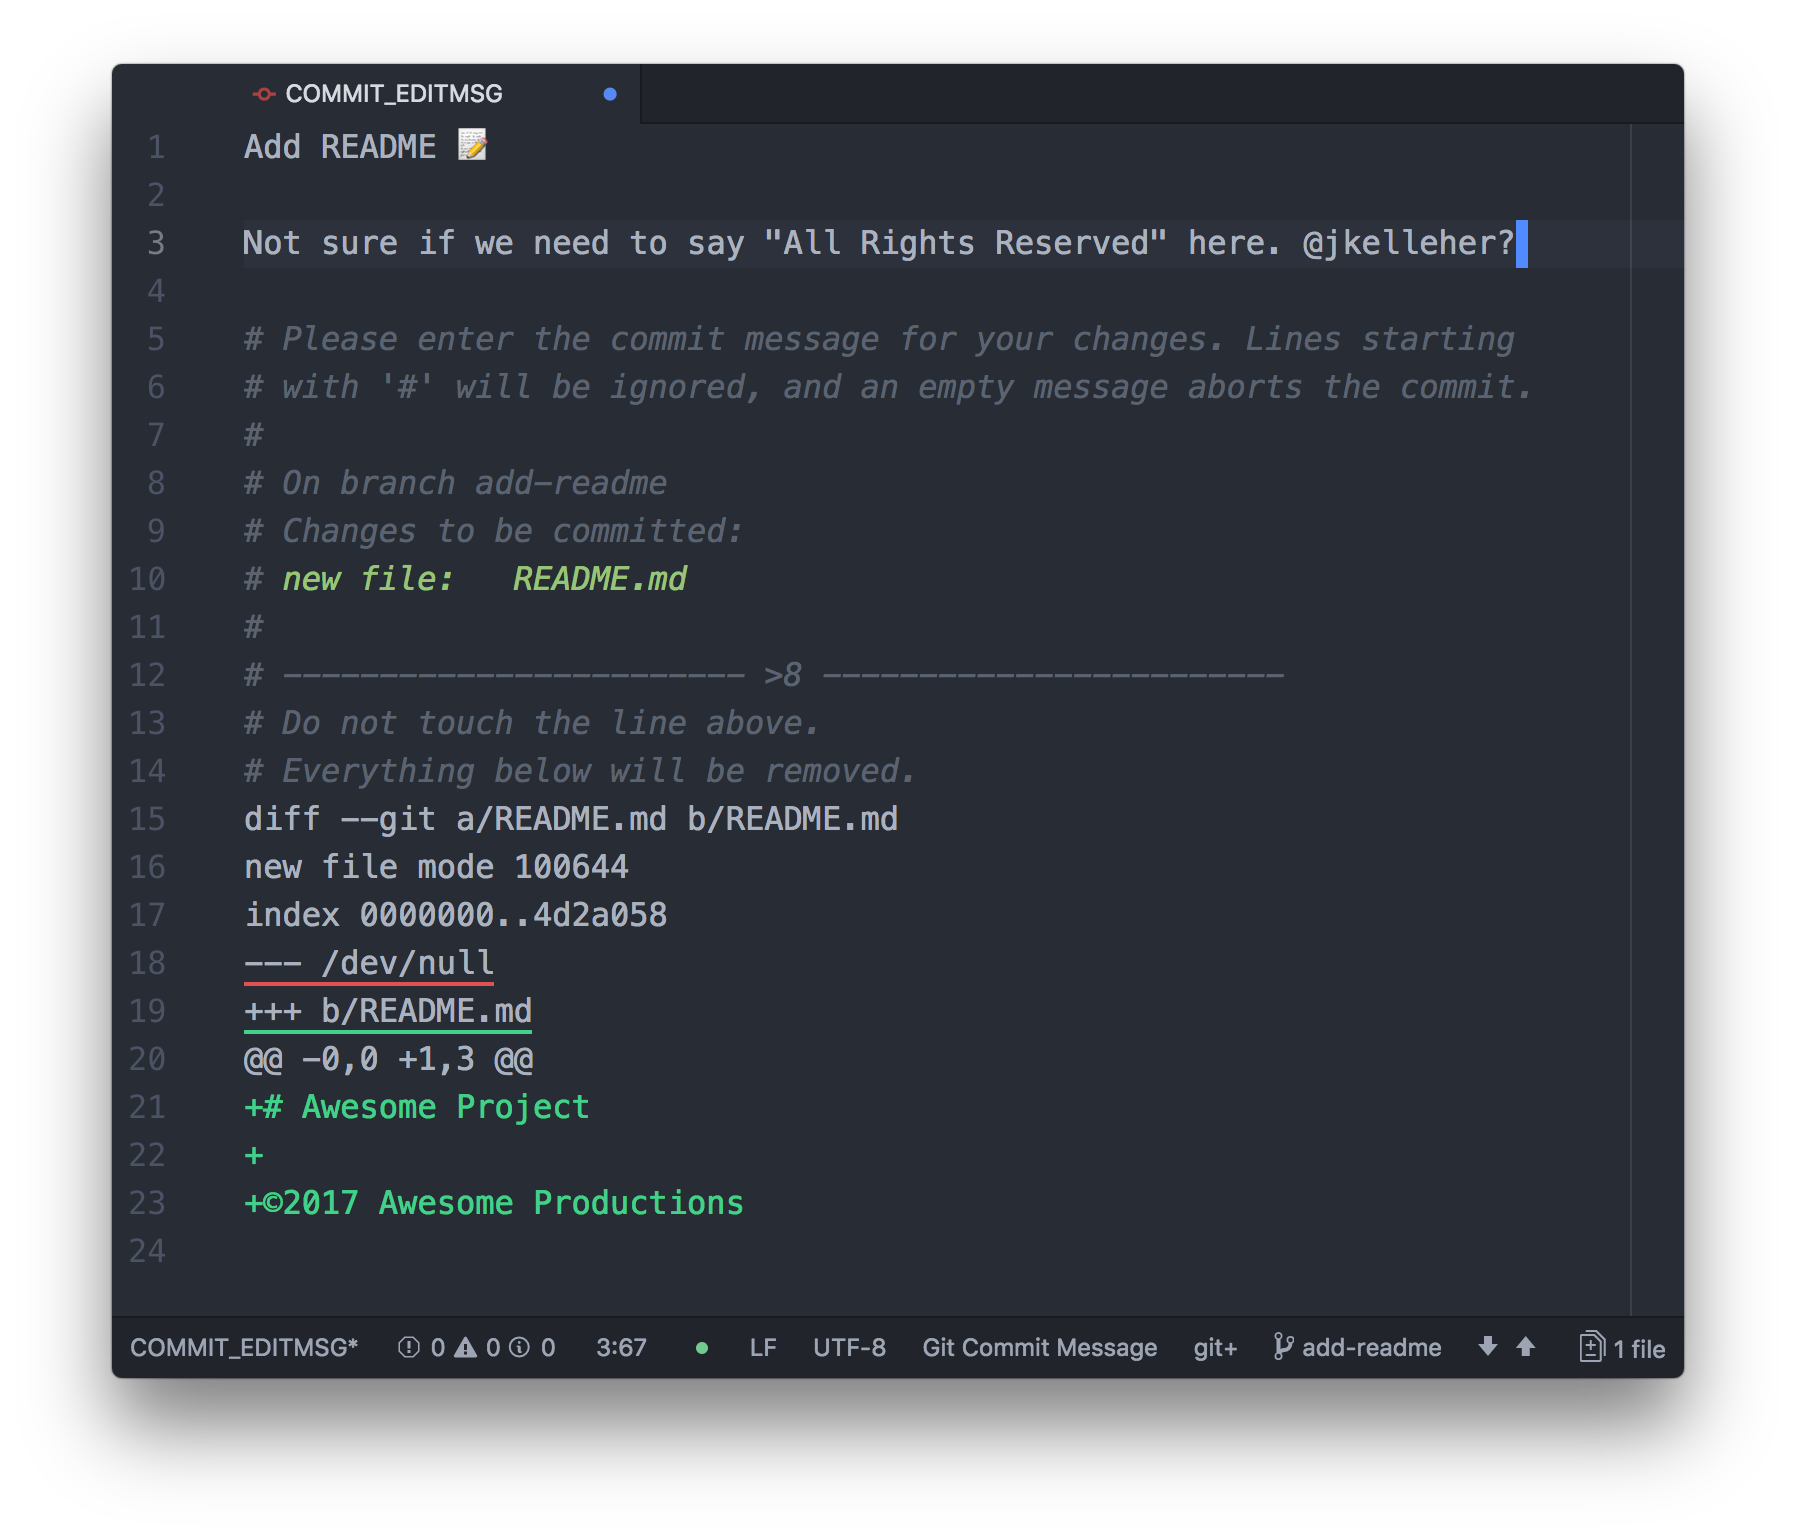 COMMIT_EDITMSG
1 Add README 📝
2
3 Not sure if we need to say "All Rights Reserved" here. @jkelleher?
4
5 # Please enter the commit message for your changes. Lines starting
6 # with '#' will be ignored, and an empty message aborts the commit.
7 #
8 # On branch add-readme
9 # Changes to be committed:
10 # new file:   README.md
11 #
12 # ------------------------ >8 ------------------------
13 # Do not touch the line above.
14 # Everything below will be removed.
15 diff --git a/README.md b/README.md
16 new file mode 100644
17 index 0000000..4d2a058
18 --- /dev/null
19 +++ b/README.md
20 @@ -0,0 +1,3 @@
21 +# Awesome Project
22 +
23 +©2017 Awesome Productions
24
COMMIT_EDITMSG* 0 0 0 3:67 LF UTF-8 Git Commit Message git+ add-readme 1 file